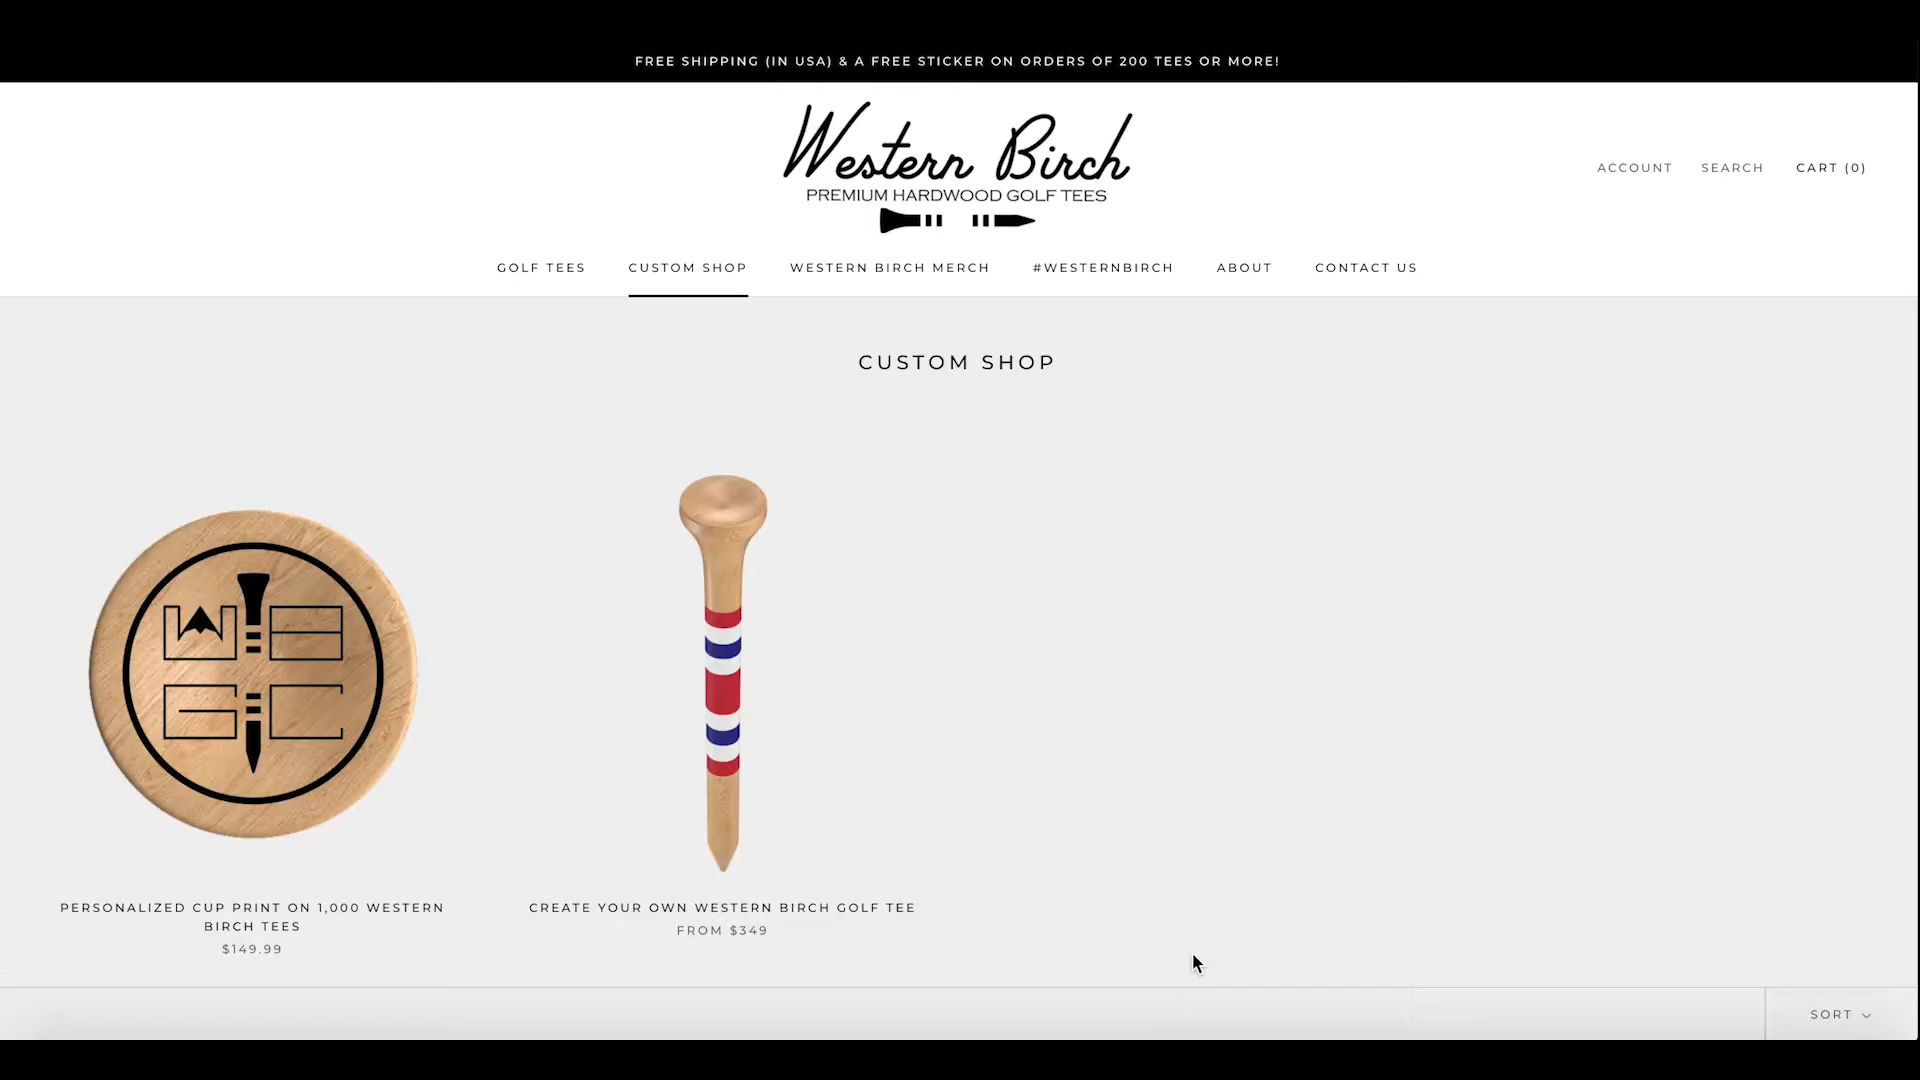 FREE SHIPPING (IN USA) & A FREE STICKER ON ORDERS OF 200 TEES OR MORE!
Western Birch
PREMIUM HARDWOOD GOLF TEES
ACCOUNT SEARCH CART (0)
GOLF TEES CUSTOM SHOP WESTERN BIRCH MERCH #WESTERNBIRCH ABOUT CONTACT US
CUSTOM SHOP
WB
GC
PERSONALIZED CUP PRINT ON 1,000 WESTERN
BIRCH TEES
$149.99
CREATE YOUR OWN WESTERN BIRCH GOLF TEE
FROM $349
SORT